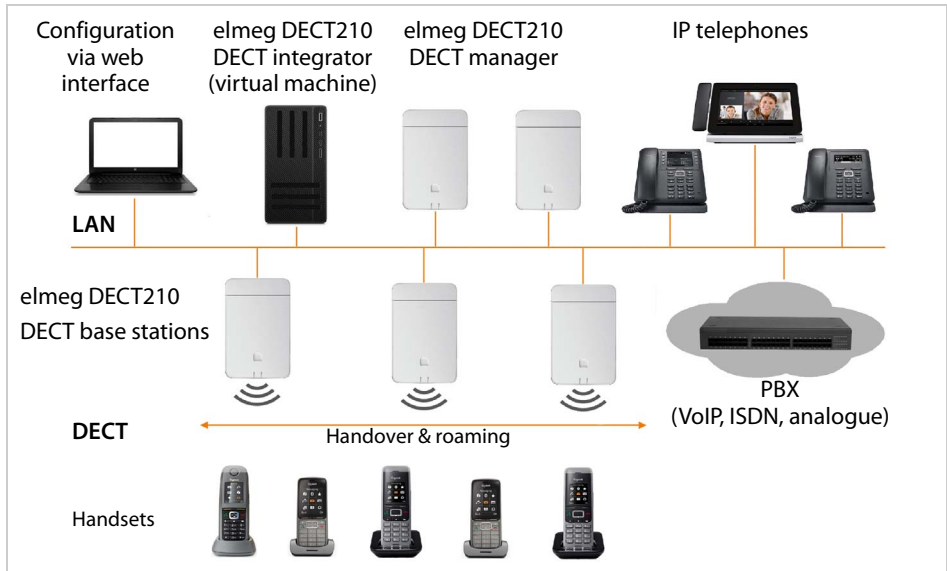 Configuration
via web
interface
elmeg DECT210
DECT integrator
(virtual machine)
elmeg DECT210
DECT manager
IP telephones
LAN
elmeg DECT210
DECT base stations
PBX
(VoIP, ISDN, analogue)
DECT
Handover & roaming
Handsets